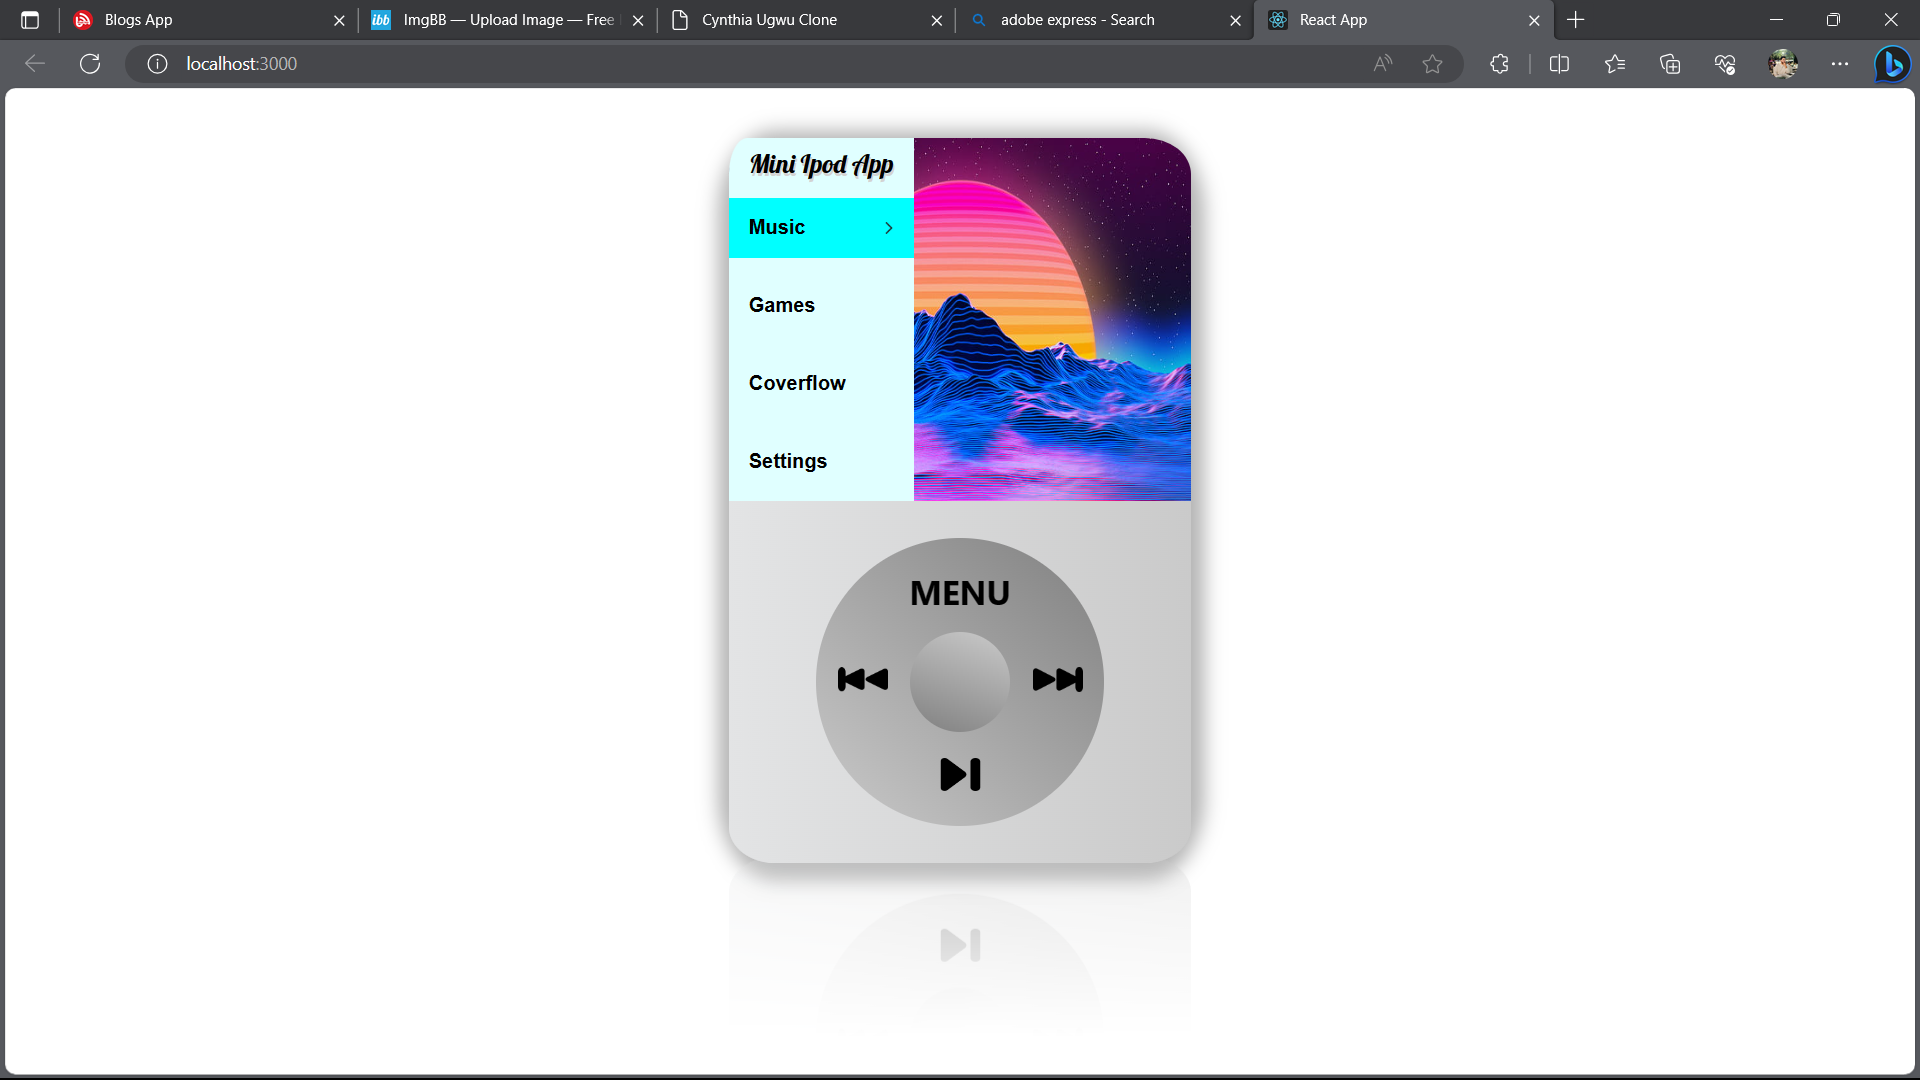 Blogs App
ibb
ImgBB — Upload Image — Free
Cynthia Ugwu Clone
adobe express - Search
React App
localhost:3000
Mini Ipod App
Music
Games
Coverflow
Settings
MENU